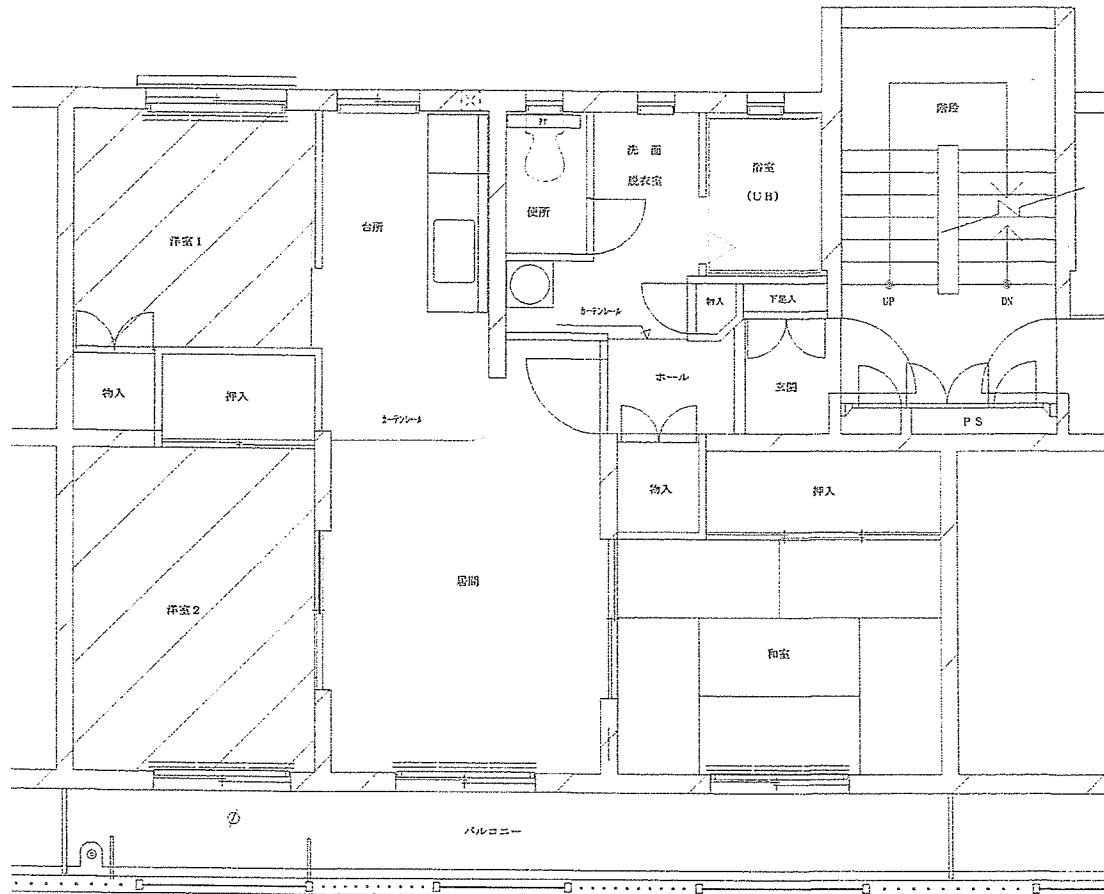 階段
洗面
脱衣室
浴室
(UB)
便所
台所
洋室1
物入
下足入
UP
DN
カーテンレール
ホール
玄関
物入
押入
カーテンレール
PS
物入
押入
居間
洋室2
和室
バルコニー